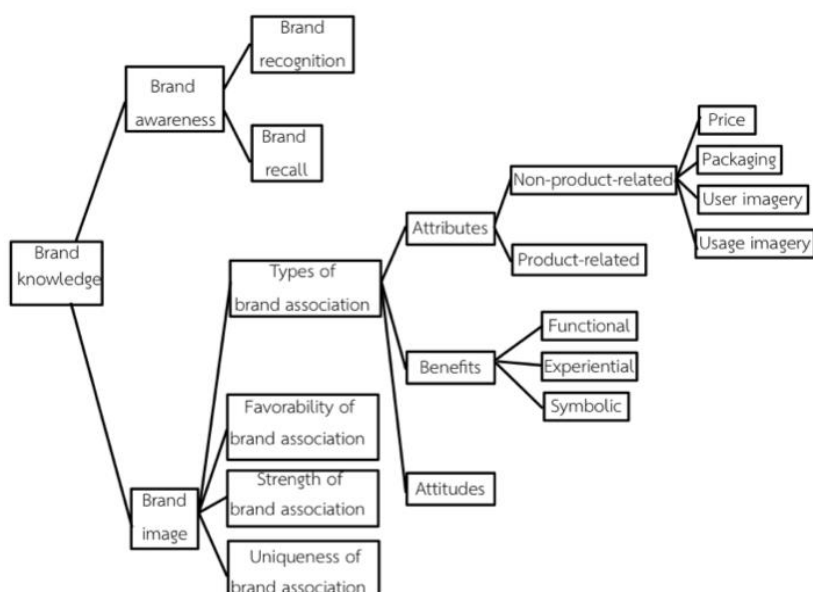 Brand
recognition
Brand
awareness
Brand
recall
Price
Packaging
User imagery
Usage imagery
Non-product-related
Attributes
Product-related
Brand
knowledge
Types of
brand association
Functional
Benefits
Experiential
Symbolic
Favorability of
brand association
Strength of
brand association
Attitudes
Brand
image
Uniqueness of
brand association